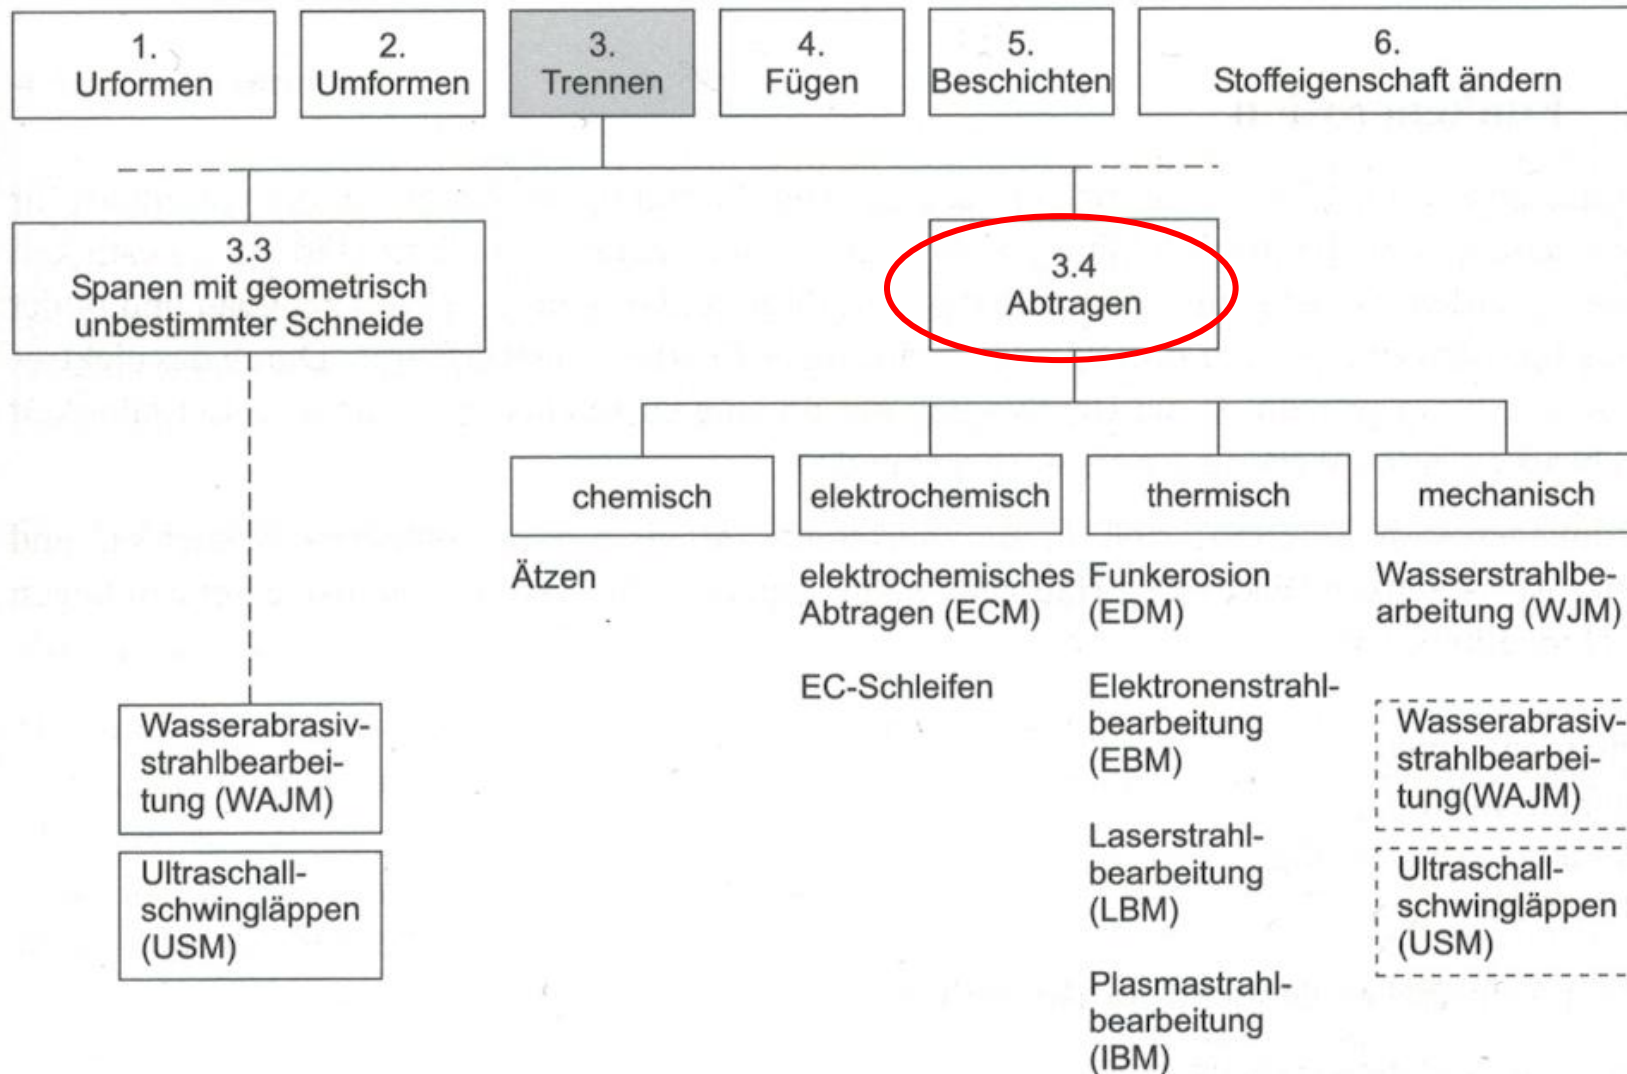 1.
Urformen
2.
Umformen
3.
Trennen
4.
Fügen
5.
Beschichten
6.
Stoffeigenschaft ändern
3.3
Spanen mit geometrisch
unbestimmter Schneide
3.4
Abtragen
chemisch
elektrochemisch
thermisch
mechanisch
Ätzen
elektrochemisches
Abtragen (ECM)
EC-Schleifen
Funkerosion
(EDM)
Elektronenstrahl-
bearbeitung
(EBM)
Laserstrahl-
bearbeitung
(LBM)
Plasmastrahl-
bearbeitung
(IBM)
Wasserstrahlbe-
arbeitung (WJM)
Wasserabrasiv-
strahlbearbei-
tung(WAJM)
Ultraschall-
schwingläppen
(USM)
Wasserabrasiv-
strahlbearbei-
tung (WAJM)
Ultraschall-
schwingläppen
(USM)